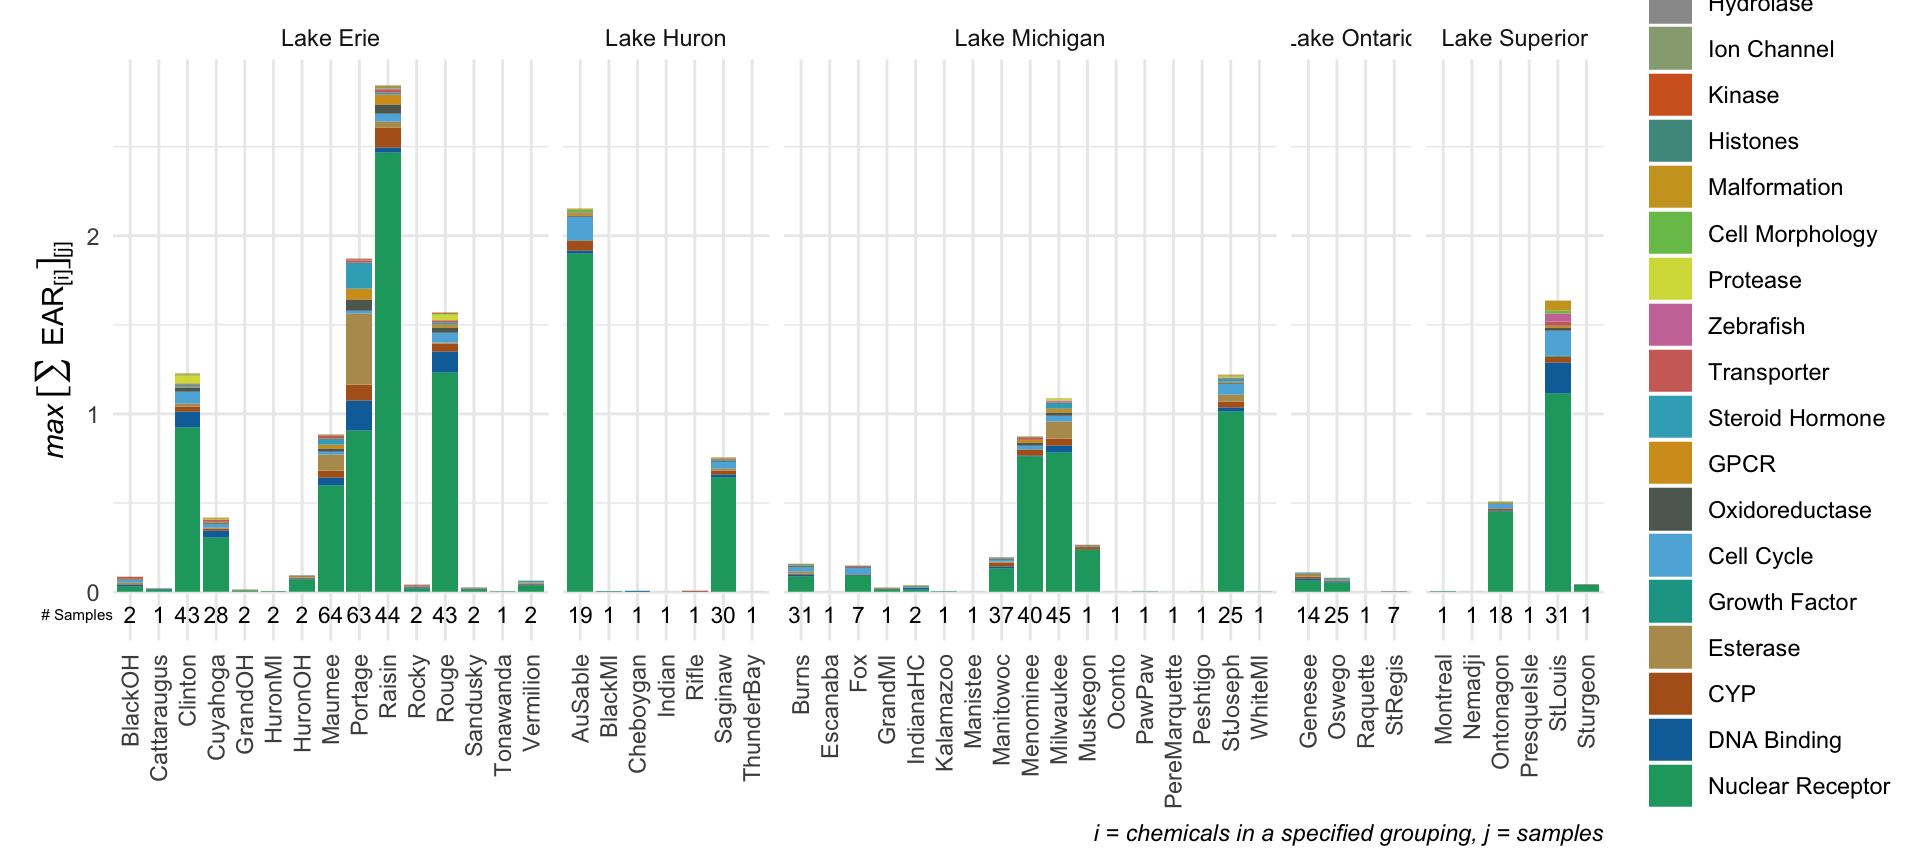 Lake Erie
Lake Huron
Lake Michigan
Lake Ontario
Lake Superior
max [∑ EAR[i]][j]
2
1
0
# Samples 2 1 43 28 2 2 2 64 63 44 2 43 2 1 2
19 1 1 1 1 30 1
31 1 7 1 2 1 1 37 40 45 1 1 1 1 1 25 1
14 25 1 7
1 1 18 1 31 1
BlackOH
Cattaraugus
Clinton
Cuyahoga
GrandOH
HuronMI
HuronOH
Maumee
Portage
Raisin
Rocky
Rouge
Sandusky
Tonawanda
Vermilion
AuSable
BlackMI
Cheboygan
Indian
Rifle
Saginaw
ThunderBay
Burns
Escanaba
Fox
GrandMI
IndianaHC
Kalamazoo
Manistee
Manitowoc
Menominee
Milwaukee
Muskegon
Oconto
PawPaw
PereMarquette
Peshtigo
StJoseph
WhiteMI
Genesee
Oswego
Raquette
StRegis
Montreal
Nemadji
Ontonagon
PresqueIsle
StLouis
Sturgeon
i = chemicals in a specified grouping, j = samples
Hydrolase
Ion Channel
Kinase
Histones
Malformation
Cell Morphology
Protease
Zebrafish
Transporter
Steroid Hormone
GPCR
Oxidoreductase
Cell Cycle
Growth Factor
Esterase
CYP
DNA Binding
Nuclear Receptor